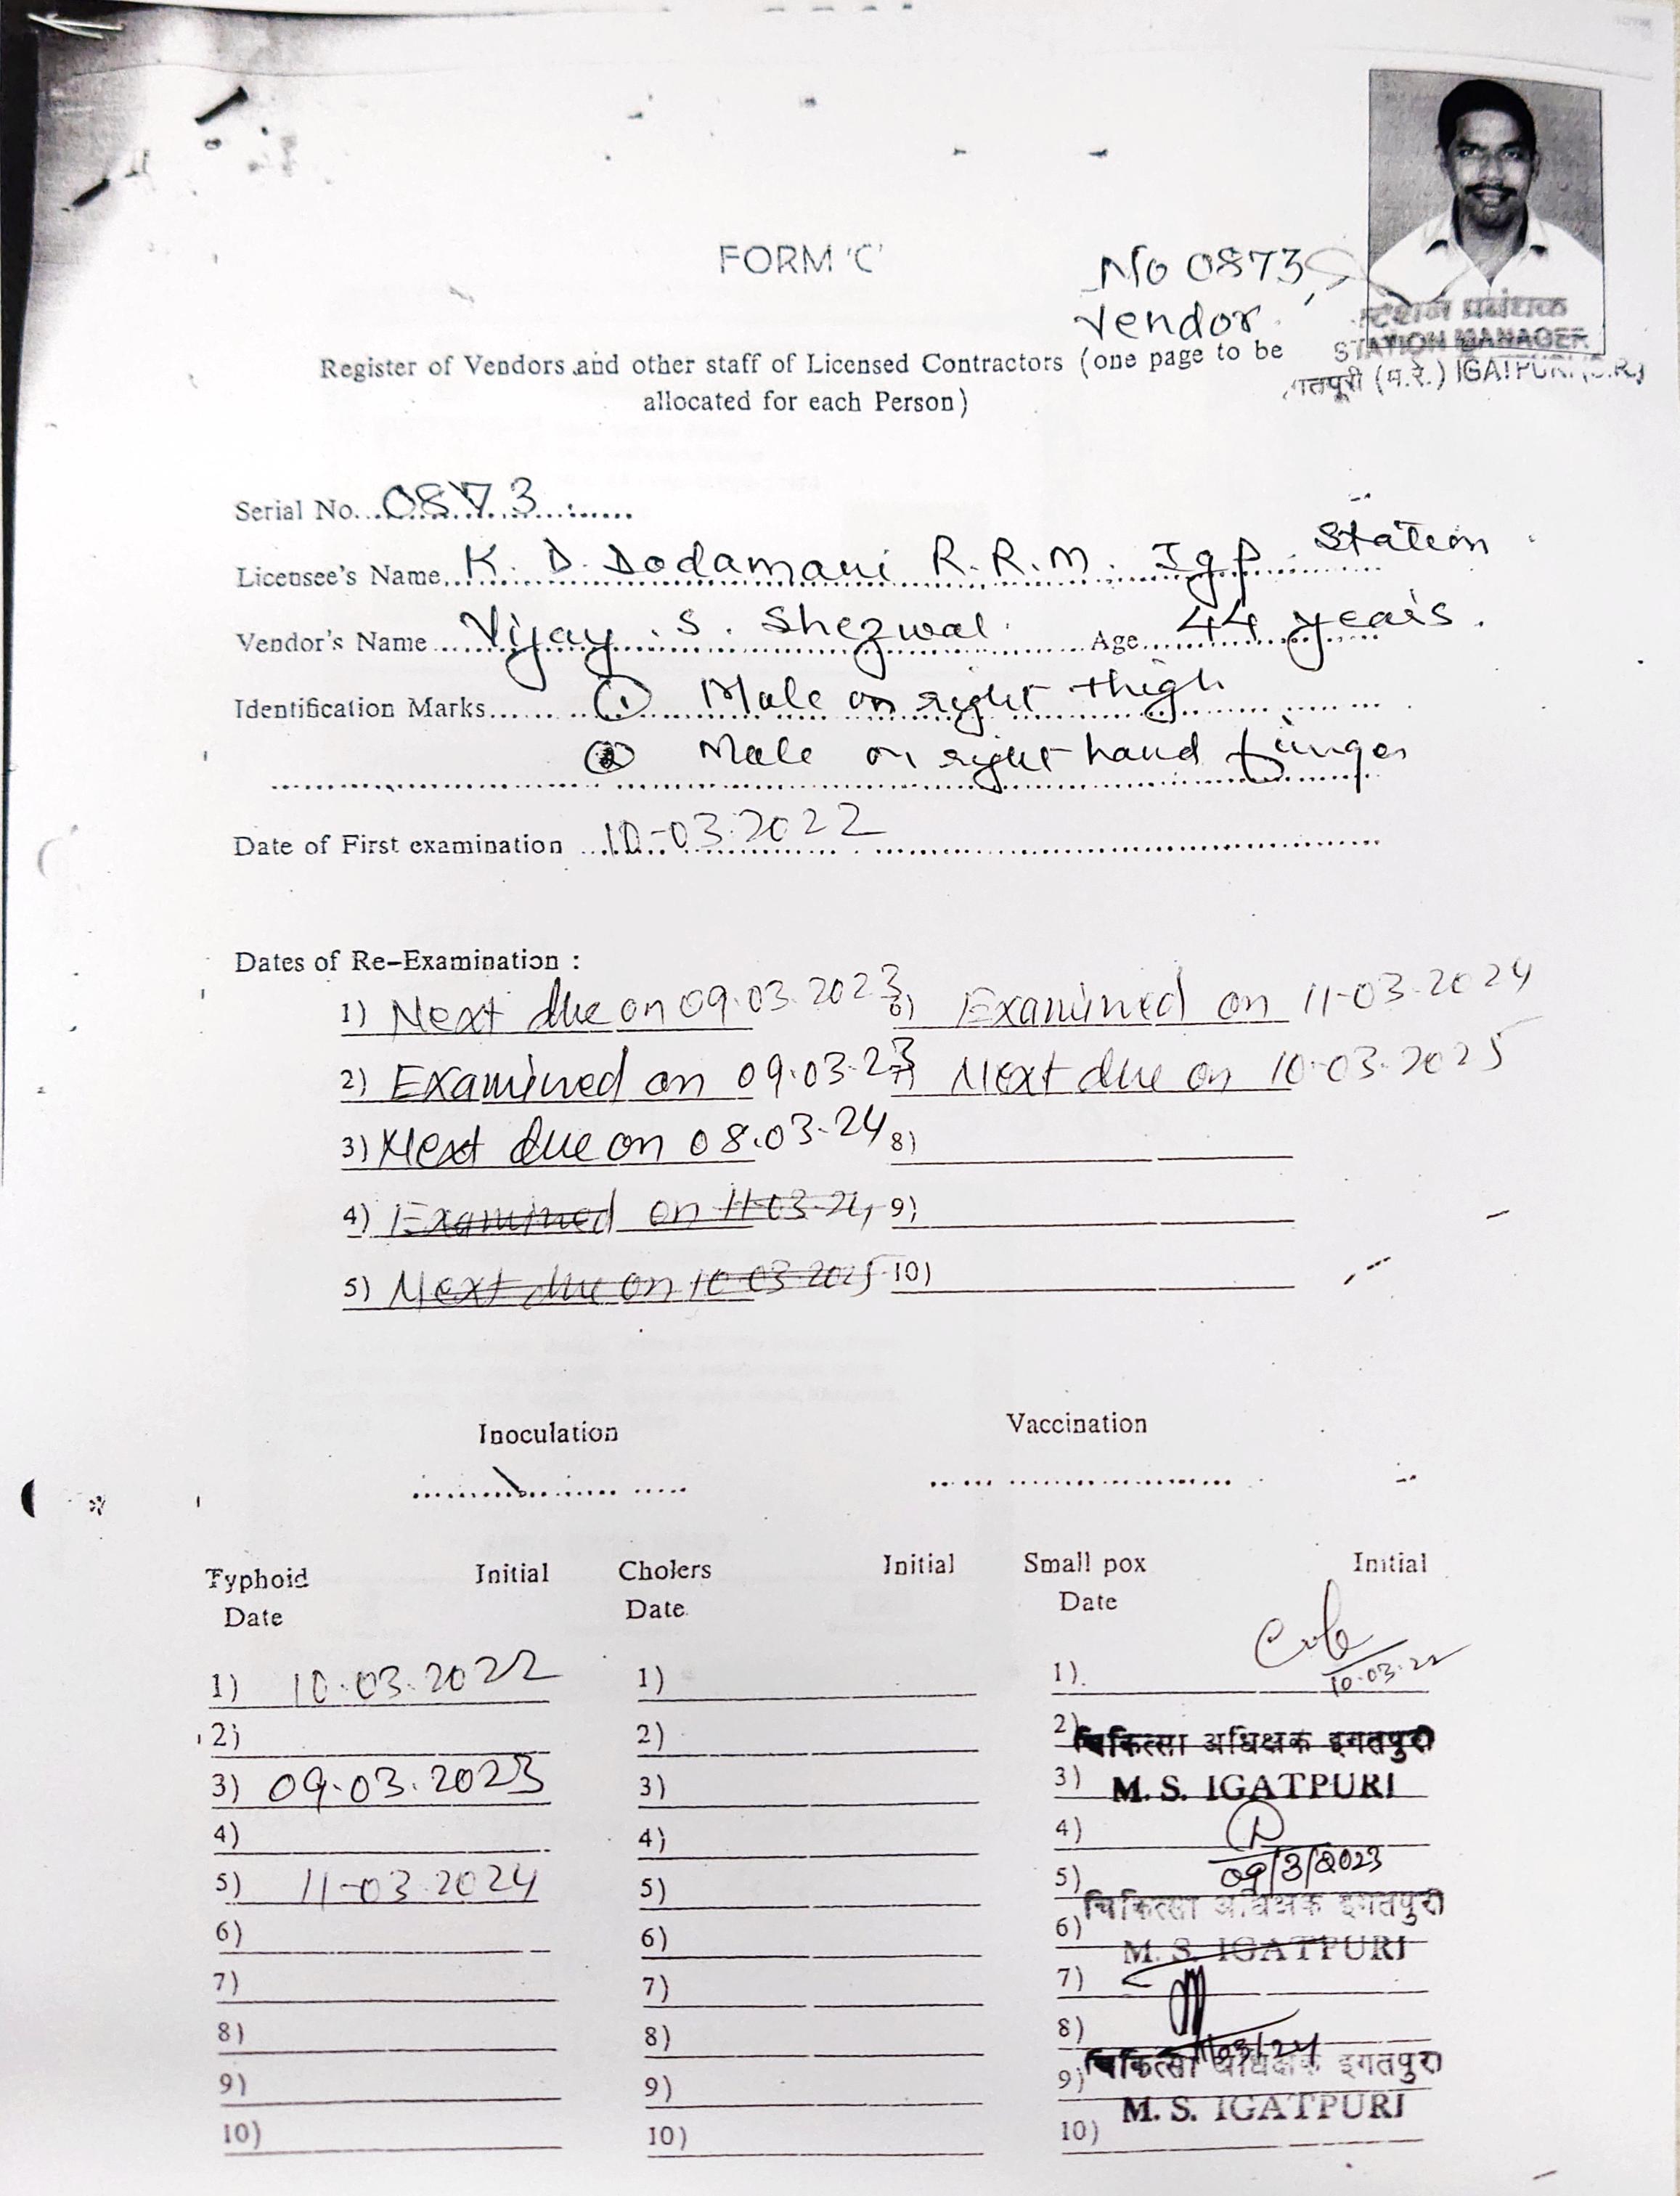 FORM 'C'
No 0873
Vendor
स्टेशन प्रबंधक
STATION MANAGER
गतपूरी (म.रे.) IGATPURI (C.R.)
Register of Vendors and other staff of Licensed Contractors (one page to be
allocated for each Person)
Serial No. 0873
Licensee's Name K. D. Dodamani R.R.M. Igp. Station
Vendor's Name Vijay . S . Shezwal. Age 44 years.
Identification Marks ① Mole on right thigh
② Mole on right hand finger
Date of First examination 10-03.2022
Dates of Re-Examination :
1) Next due on 09.03.2023 6) Examined on 11-03-2024
2) Examined on 09.03.23 7) Next due on 10-03.2025
3) Next due on 08.03.24 8)
4) Examined on 11-03-24 9)
5) Next due on 10-03-2025 10)
Inoculation Vaccination
Typhoid Initial Cholers Initial Small pox Initial
Date Date Date
1) 10.03.2022 1) 1)
10.03.22
2) 2) 2) चिकित्सा अधिक्षक इगतपुरी
3) 09.03.2023 3) 3) M. S. IGATPURI
4) 4) 4)
5) 11-03.2024 5) 5) 09/3/2023
चिकित्सा अधिक्षक इगतपुरी
6) 6) 6) M. S. IGATPURI
7) 7) 7)
8) 8) 8) 11/03/24
9) 9) 9) चिकित्सा अधिक्षक इगतपुरी
M. S. IGATPURI
10) 10) 10)